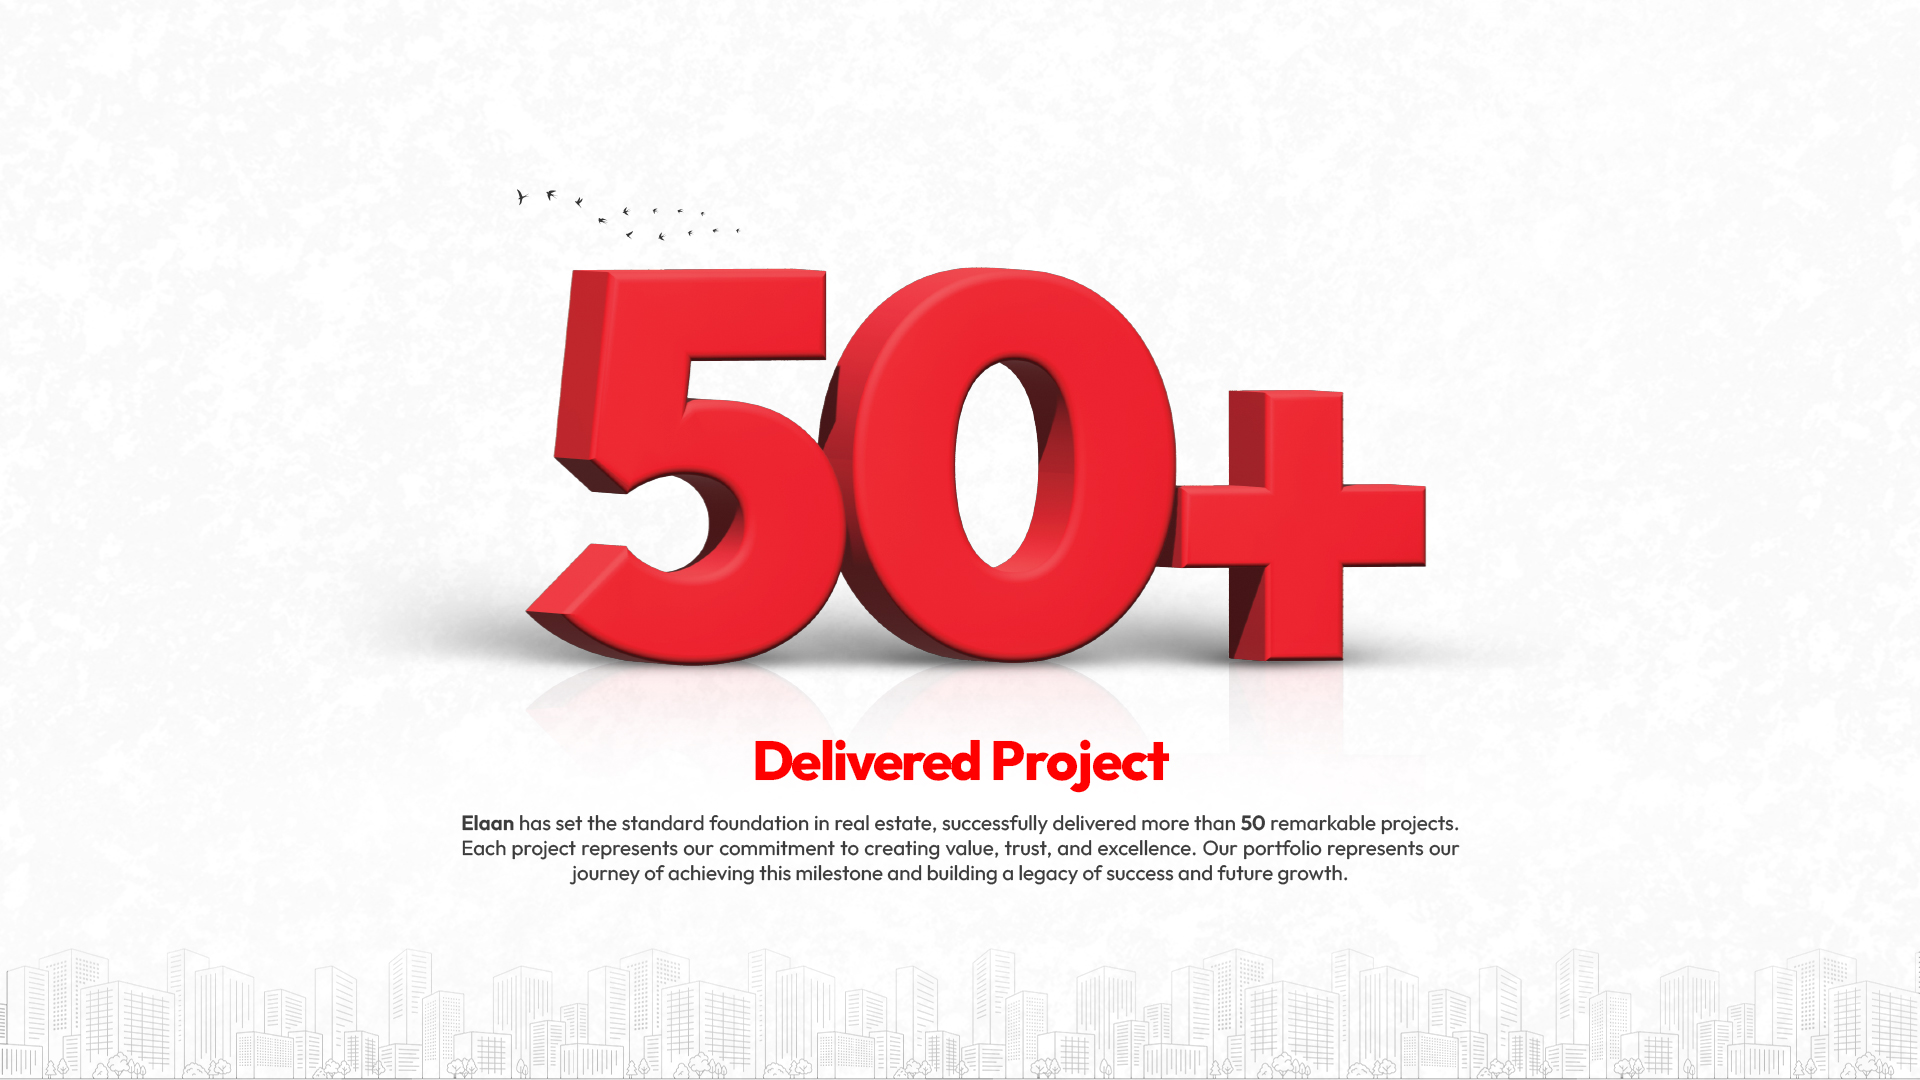 50+
Delivered Project
Elaan has set the standard foundation in real estate, successfully delivered more than 50 remarkable projects.
Each project represents our commitment to creating value, trust, and excellence. Our portfolio represents our
journey of achieving this milestone and building a legacy of success and future growth.